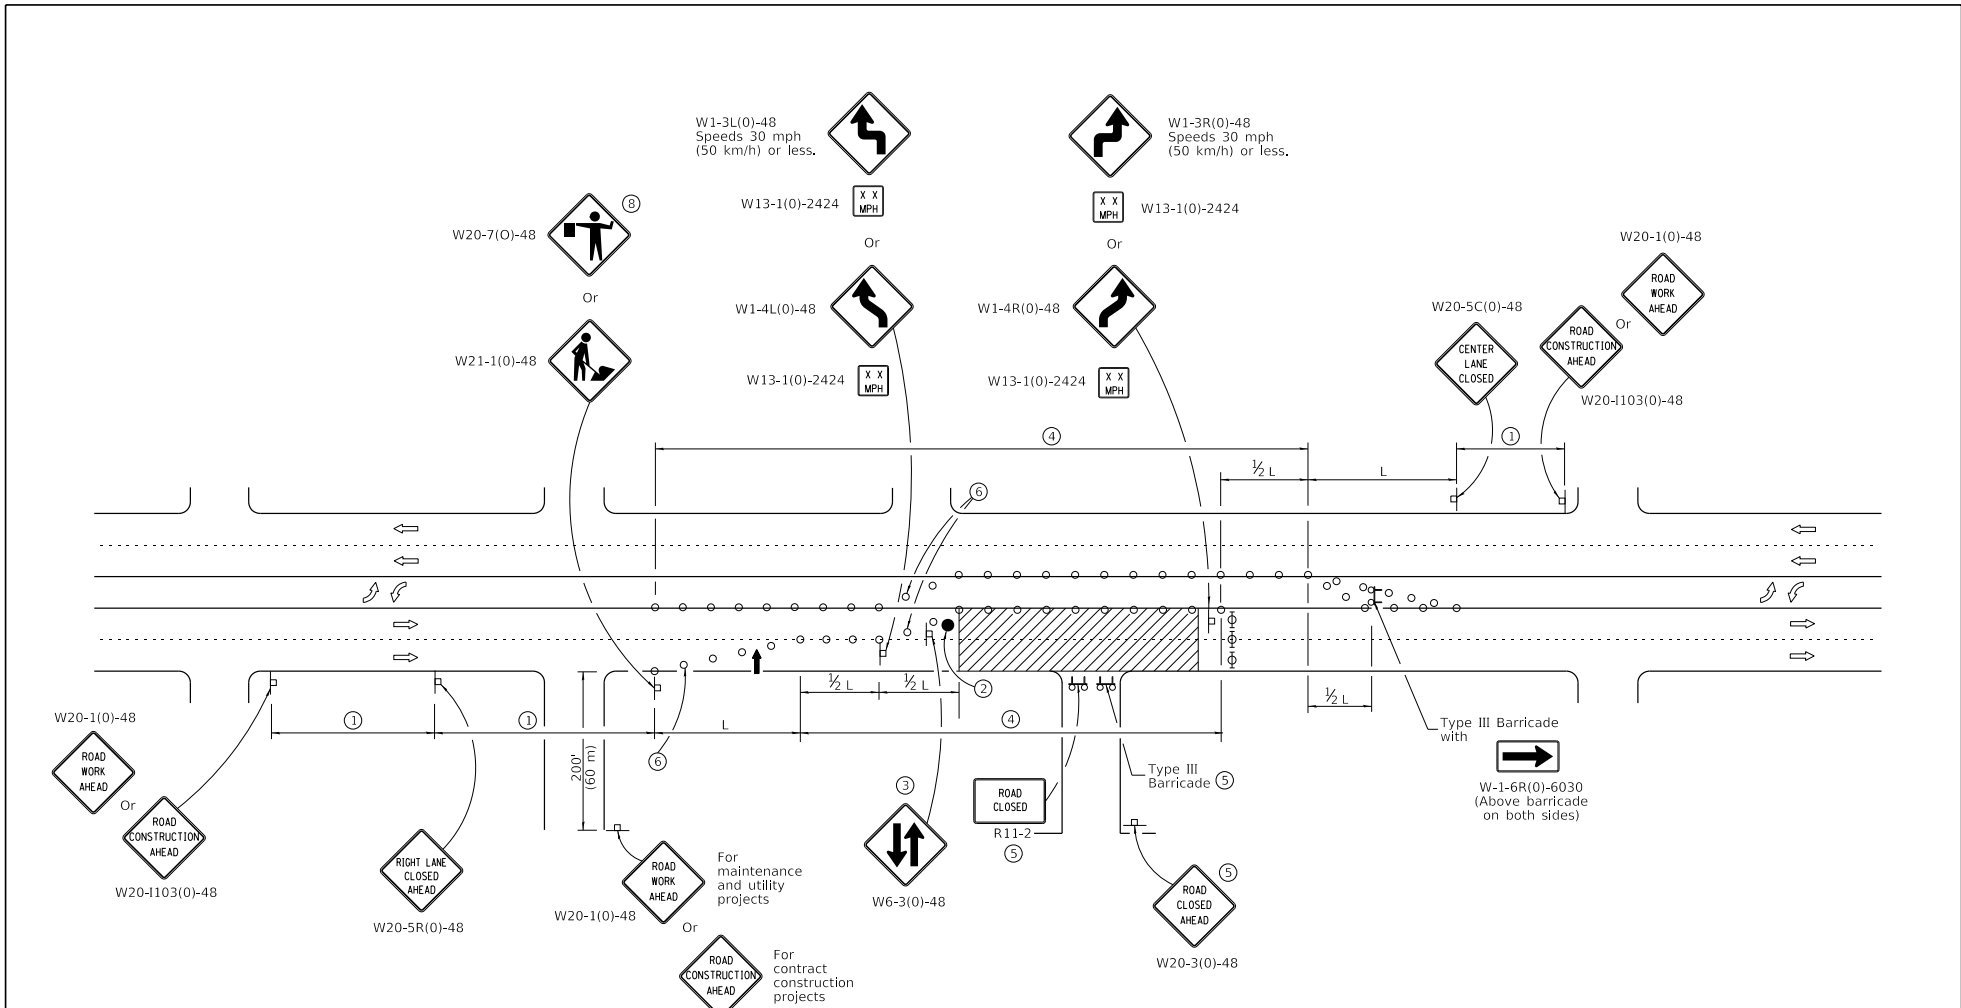 W1-3L(0)-48
Speeds 30 mph
(50 km/h) or less.
W1-3R(0)-48
Speeds 30 mph
(50 km/h) or less.
W13-1(0)-2424
X X
MPH
X X
MPH
W13-1(0)-2424
8
W20-7(O)-48
Or
Or
Or
W20-1(0)-48
ROAD
WORK
AHEAD
W1-4L(0)-48
W1-4R(0)-48
W20-5C(0)-48
CENTER
LANE
CLOSED
Or
ROAD
CONSTRUCTION
AHEAD
W20-I103(0)-48
W21-1(0)-48
W13-1(0)-2424
X X
MPH
W13-1(0)-2424
X X
MPH
4
1
½ L
L
6
½ L
½ L
2
½ L
1
1
L
4
6
200'
(60 m)
W20-1(0)-48
ROAD
WORK
AHEAD
Or
ROAD
CONSTRUCTION
AHEAD
W20-I103(0)-48
RIGHT LANE
CLOSED
AHEAD
W20-5R(0)-48
W20-1(0)-48
ROAD
WORK
AHEAD
For
maintenance
and utility
projects
Or
ROAD
CONSTRUCTION
AHEAD
For
contract
construction
projects
3
W6-3(0)-48
ROAD
CLOSED
R11-2
5
Type III
Barricade 5
5
ROAD
CLOSED
AHEAD
W20-3(0)-48
Type III Barricade
with
W-1-6R(0)-6030
(Above barricade
on both sides)